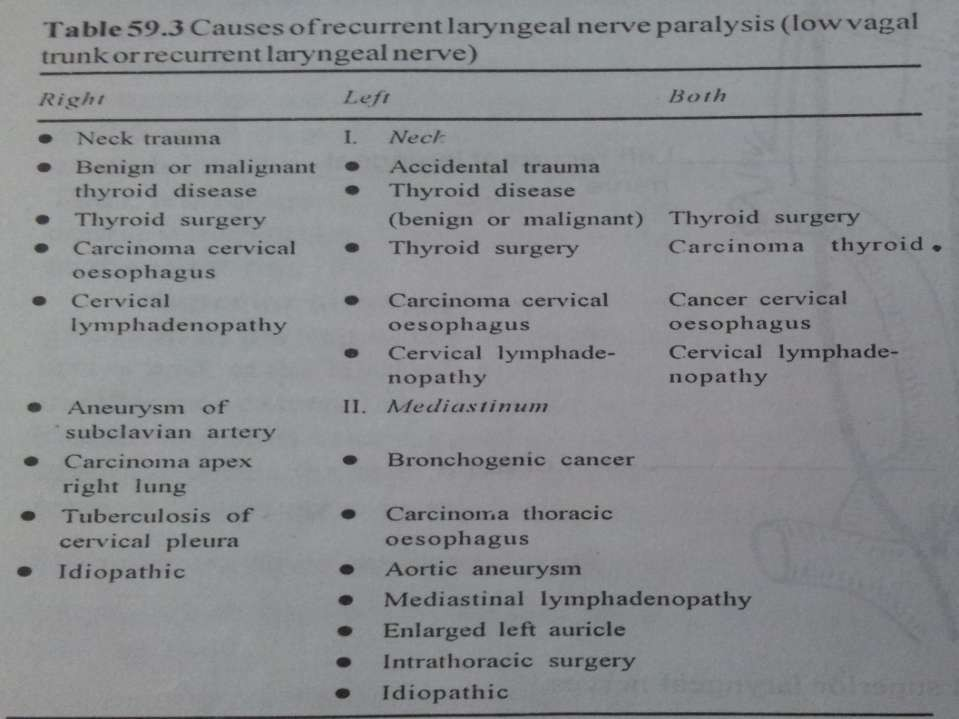 Table 59.3 Causes of recurrent laryngeal nerve paralysis (low vagal
trunk or recurrent laryngeal nerve)
Right Left Both
• Neck trauma I. Neck
• Benign or malignant • Accidental trauma
thyroid disease • Thyroid disease
• Thyroid surgery (benign or malignant) Thyroid surgery
• Carcinoma cervical • Thyroid surgery Carcinoma thyroid •
oesophagus
• Cervical • Carcinoma cervical Cancer cervical
lymphadenopathy oesophagus oesophagus
• Cervical lymphade- Cervical lymphade-
nopathy nopathy
• Aneurysm of II. Mediastinum
subclavian artery
• Carcinoma apex • Bronchogenic cancer
right lung
• Tuberculosis of • Carcinoma thoracic
cervical pleura oesophagus
• Idiopathic • Aortic aneurysm
• Mediastinal lymphadenopathy
• Enlarged left auricle
• Intrathoracic surgery
• Idiopathic